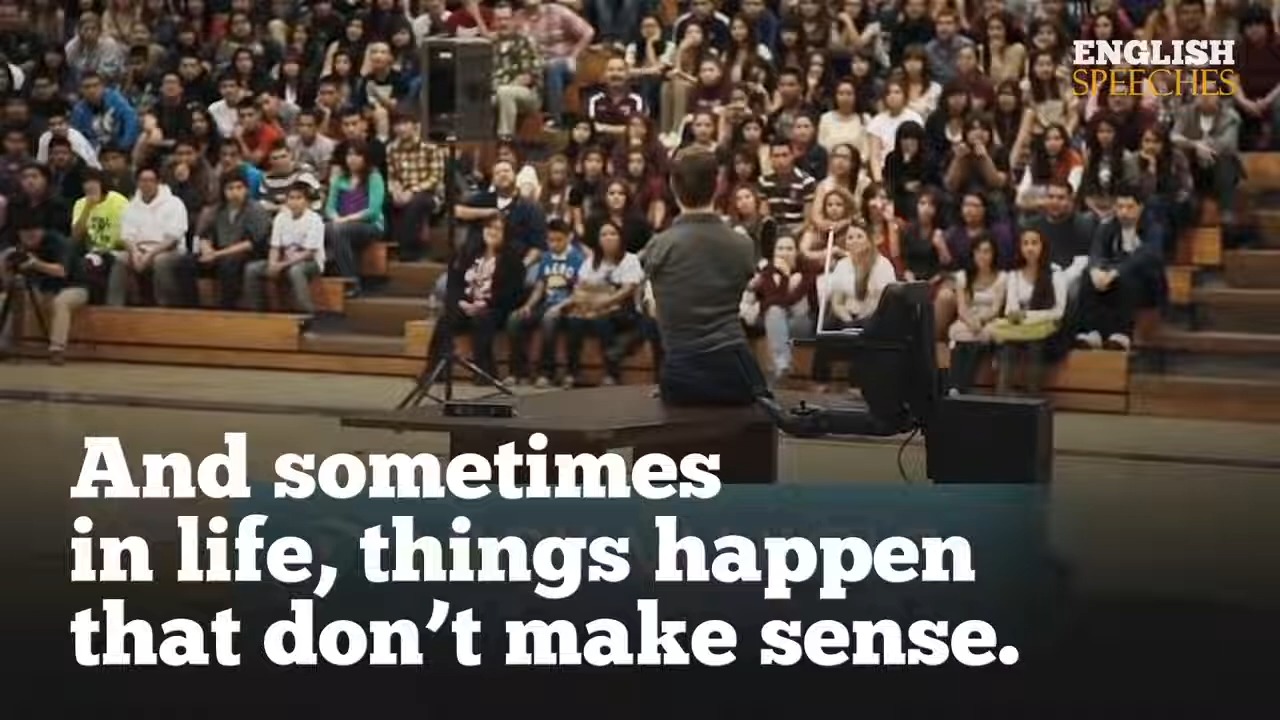 ENGLISH
SPEECHES
And sometimes
in life, things happen
that don't make sense.